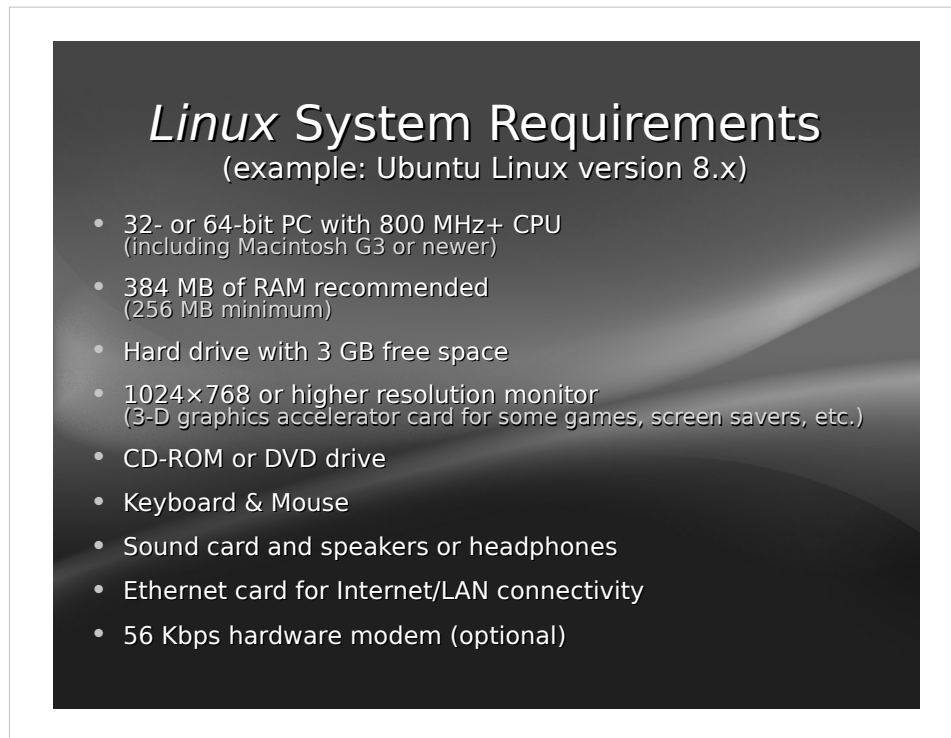 Linux System Requirements
(example: Ubuntu Linux version 8.x)
• 32- or 64-bit PC with 800 MHz+ CPU
(including Macintosh G3 or newer)
• 384 MB of RAM recommended
(256 MB minimum)
• Hard drive with 3 GB free space
• 1024×768 or higher resolution monitor
(3-D graphics accelerator card for some games, screen savers, etc.)
• CD-ROM or DVD drive
• Keyboard & Mouse
• Sound card and speakers or headphones
• Ethernet card for Internet/LAN connectivity
• 56 Kbps hardware modem (optional)